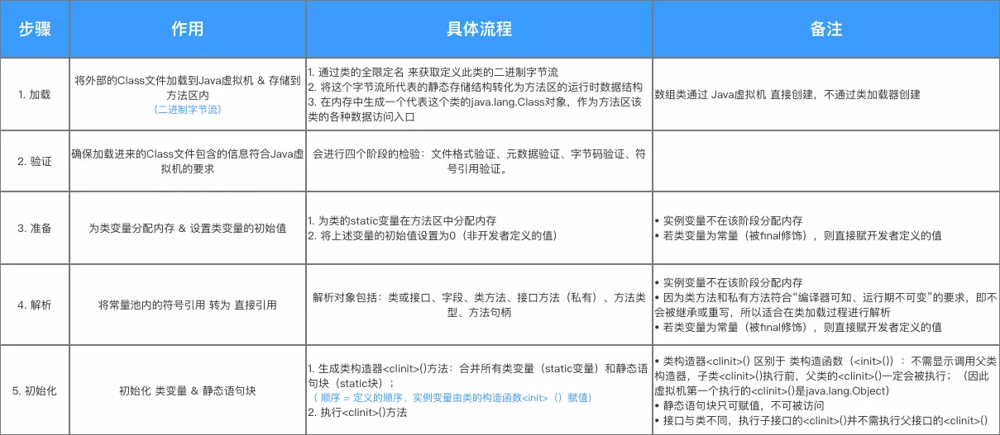 步骤
作用
具体流程
备注
1. 加载
将外部的Class文件加载到Java虚拟机 & 存储到
方法区内
（二进制字节流）
1. 通过类的全限定名 来获取定义此类的二进制字节流
2. 将这个字节流所代表的静态存储结构转化为方法区的运行时数据结构
3. 在内存中生成一个代表这个类的java.lang.Class对象，作为方法区该
类的各种数据访问入口
数组类通过 Java虚拟机 直接创建，不通过类加载器创建
2. 验证
确保加载进来的Class文件包含的信息符合Java虚
拟机的要求
会进行四个阶段的检验：文件格式验证、元数据验证、字节码验证、符
号引用验证。
3. 准备
为类变量分配内存 & 设置类变量的初始值
1. 为类的static变量在方法区中分配内存
2. 将上述变量的初始值设置为0（非开发者定义的值）
• 实例变量不在该阶段分配内存
• 若类变量为常量（被final修饰），则直接赋开发者定义的值
4. 解析
将常量池内的符号引用 转为 直接引用
解析对象包括：类或接口、字段、类方法、接口方法（私有）、方法类
型、方法句柄
• 实例变量不在该阶段分配内存
• 因为类方法和私有方法符合“编译器可知、运行期不可变”的要求，即不
会被继承或重写，所以适合在类加载过程进行解析
• 若类变量为常量（被final修饰），则直接赋开发者定义的值
5. 初始化
初始化 类变量 & 静态语句块
1. 生成类构造器<clinit>()方法：合并所有类变量（static变量）和静态语
句块（static块）；
（ 顺序 = 定义的顺序、实例变量由类的构造函数<init>（）赋值）
2. 执行<clinit>()方法
• 类构造器<clinit>() 区别于 类构造函数（<init>()）：不需显示调用父类
构造器，子类<clinit>()执行前，父类的<clinit>()一定会被执行；（因此
虚拟机第一个执行的<clinit>()是java.lang.Object）
• 静态语句块只可赋值，不可被访问
• 接口与类不同，执行子接口的<clinit>()并不需执行父接口的<clinit>()